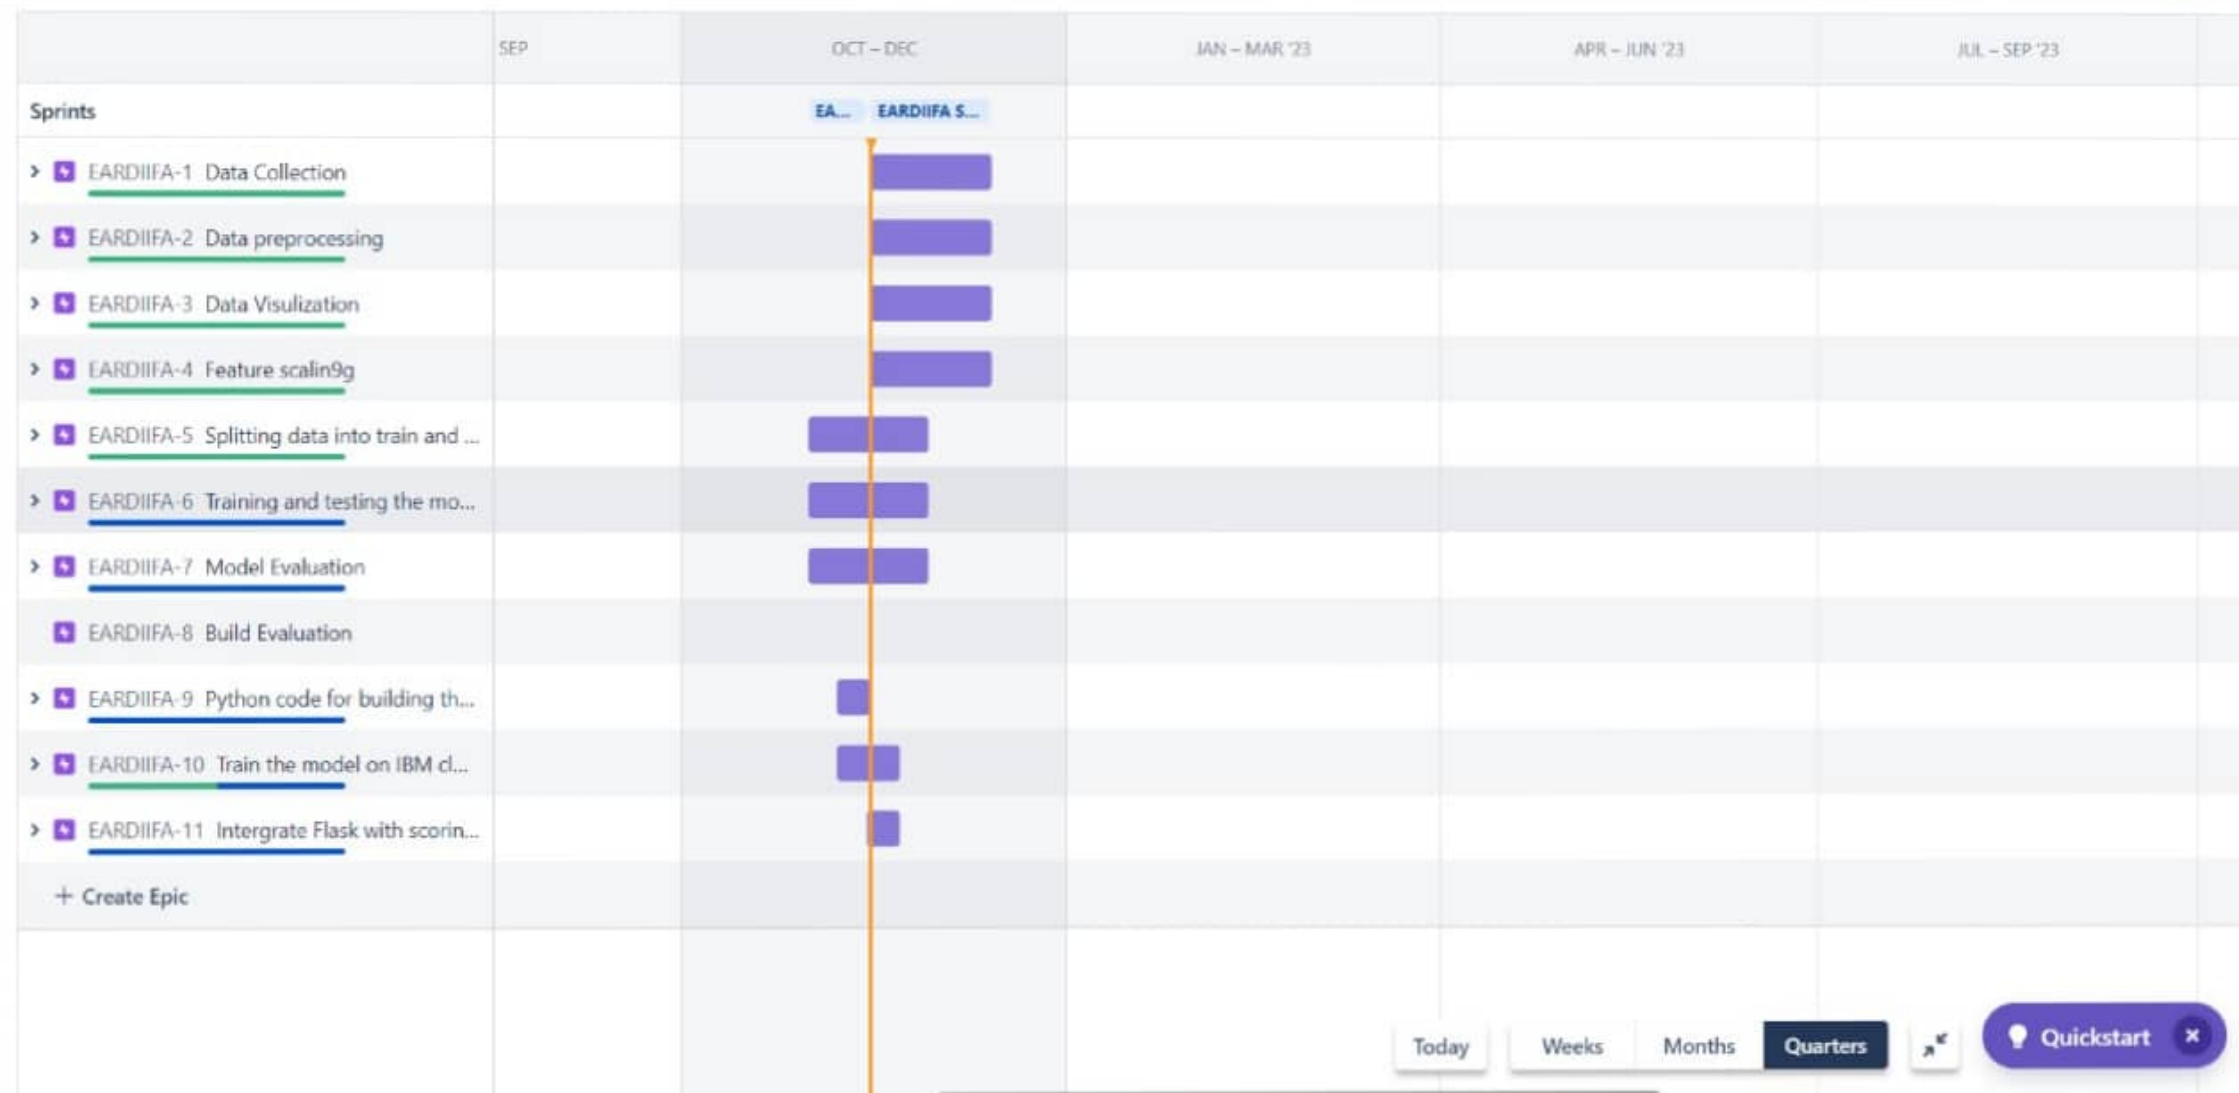 SEP OCT – DEC JAN – MAR '23 APR – JUN '23 JUL – SEP '23
Sprints EA... EARDIIFA S...
EARDIIFA-1 Data Collection
EARDIIFA-2 Data preprocessing
EARDIIFA-3 Data Visulization
EARDIIFA-4 Feature scalin9g
EARDIIFA-5 Splitting data into train and ...
EARDIIFA-6 Training and testing the mo...
EARDIIFA-7 Model Evaluation
EARDIIFA-8 Build Evaluation
EARDIIFA-9 Python code for building th...
EARDIIFA-10 Train the model on IBM cl...
EARDIIFA-11 Intergrate Flask with scorin...
+ Create Epic
Today Weeks Months Quarters Quickstart